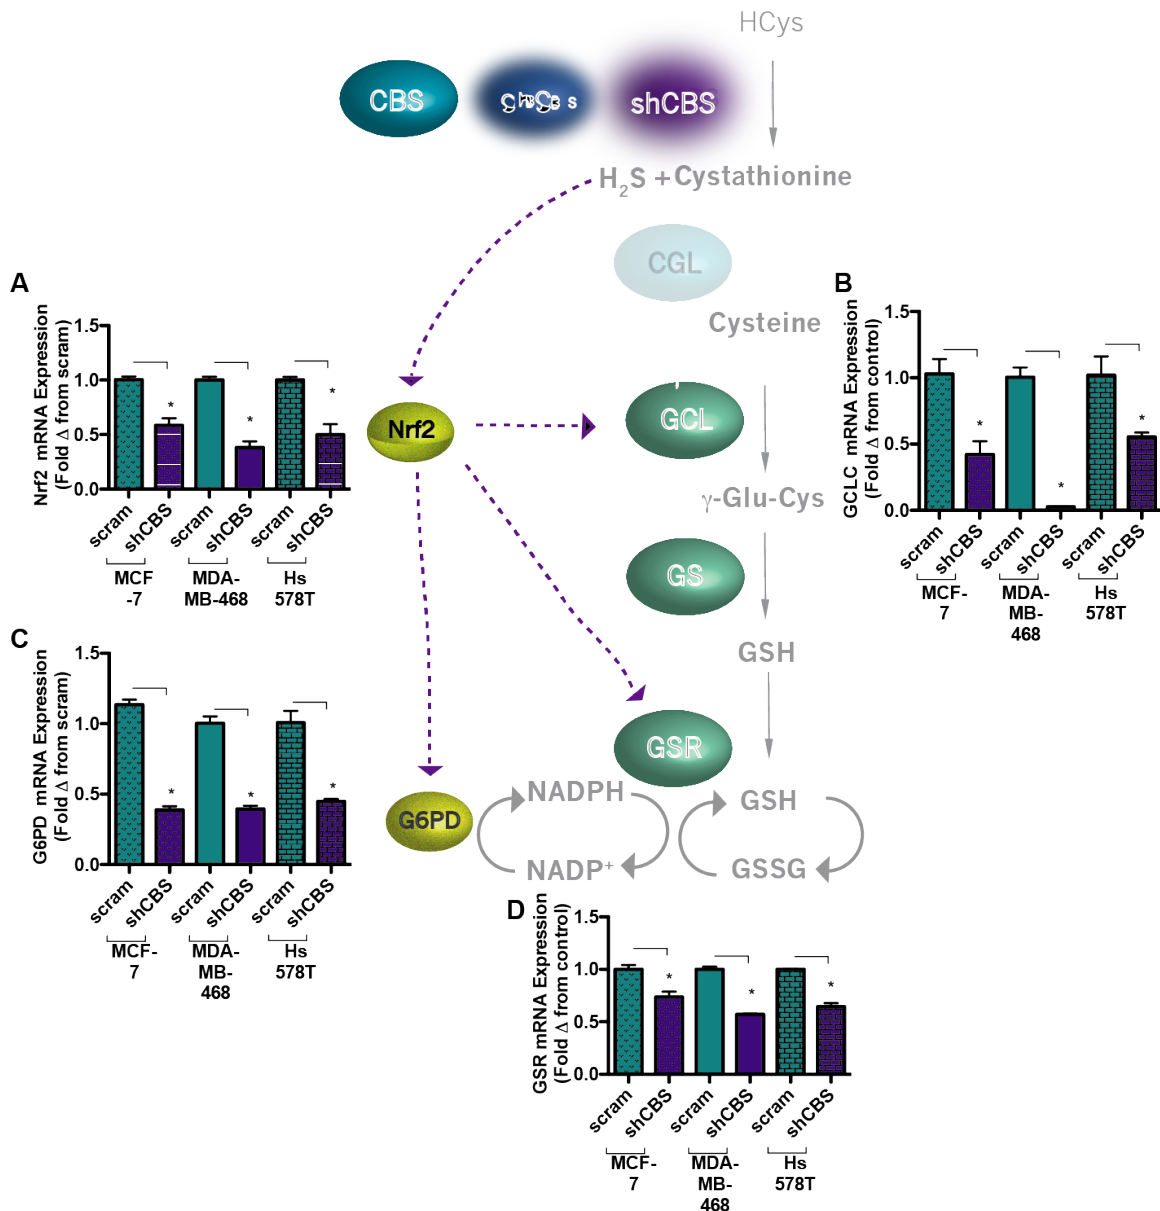 HCys
CBS
shCBS
H₂S + Cystathionine
CGL
Cysteine
GCL
γ-Glu-Cys
GS
GSH
GSR
Nrf2
G6PD
NADPH
NADP⁺
GSH
GSSG
A
Nrf2 mRNA Expression
(Fold Δ from scram)
1.5
1.0
0.5
0.0
*
*
*
scram
shCBS
scram
shCBS
scram
shCBS
MCF
-7
MDA-
MB-468
Hs
578T
B
GCLC mRNA Expression
(Fold Δ from control)
1.5
1.0
0.5
0.0
*
*
*
scram
shCBS
scram
shCBS
scram
shCBS
MCF-
7
MDA-
MB-
468
Hs
578T
C
G6PD mRNA Expression
(Fold Δ from scram)
1.5
1.0
0.5
0.0
*
*
*
scram
shCBS
scram
shCBS
scram
shCBS
MCF-
7
MDA-
MB-
468
Hs
578T
D
GSR mRNA Expression
(Fold Δ from control)
1.5
1.0
0.5
0.0
*
*
*
scram
shCBS
scram
shCBS
scram
shCBS
MCF-
7
MDA-
MB-
468
Hs
578T